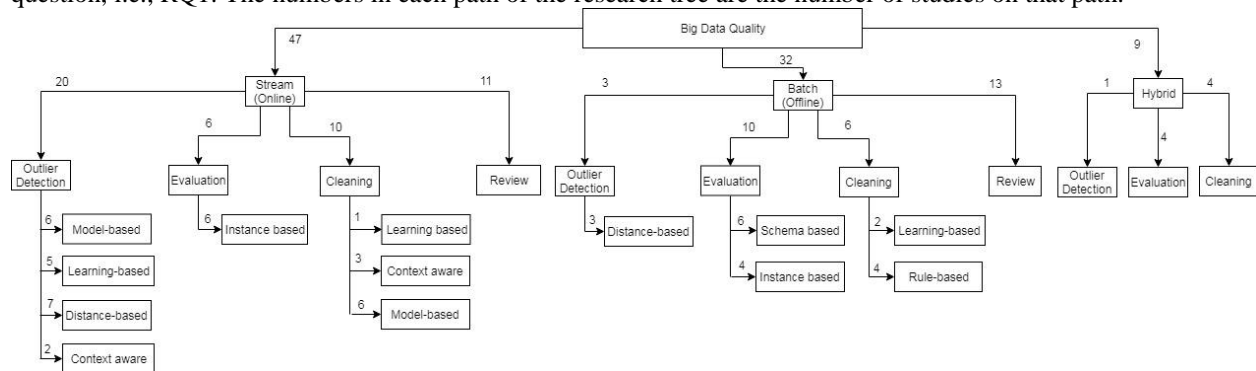 question, i.e., RQ1. The numbers in each path of the research tree are the number of studies on that path.
Big Data Quality
47
32
9
Stream
(Online)
Batch
(Offline)
Hybrid
20
6
10
11
3
10
6
13
1
4
4
Outlier
Detection
Evaluation
Cleaning
Review
Outlier
Detection
Evaluation
Cleaning
Review
Outlier
Detection
Evaluation
Cleaning
6
Model-based
5
Learning-based
7
Distance-based
2
Context aware
6
Instance based
1
Learning based
3
Context aware
6
Model-based
3
Distance-based
6
Schema based
4
Instance based
2
Learning-based
4
Rule-based